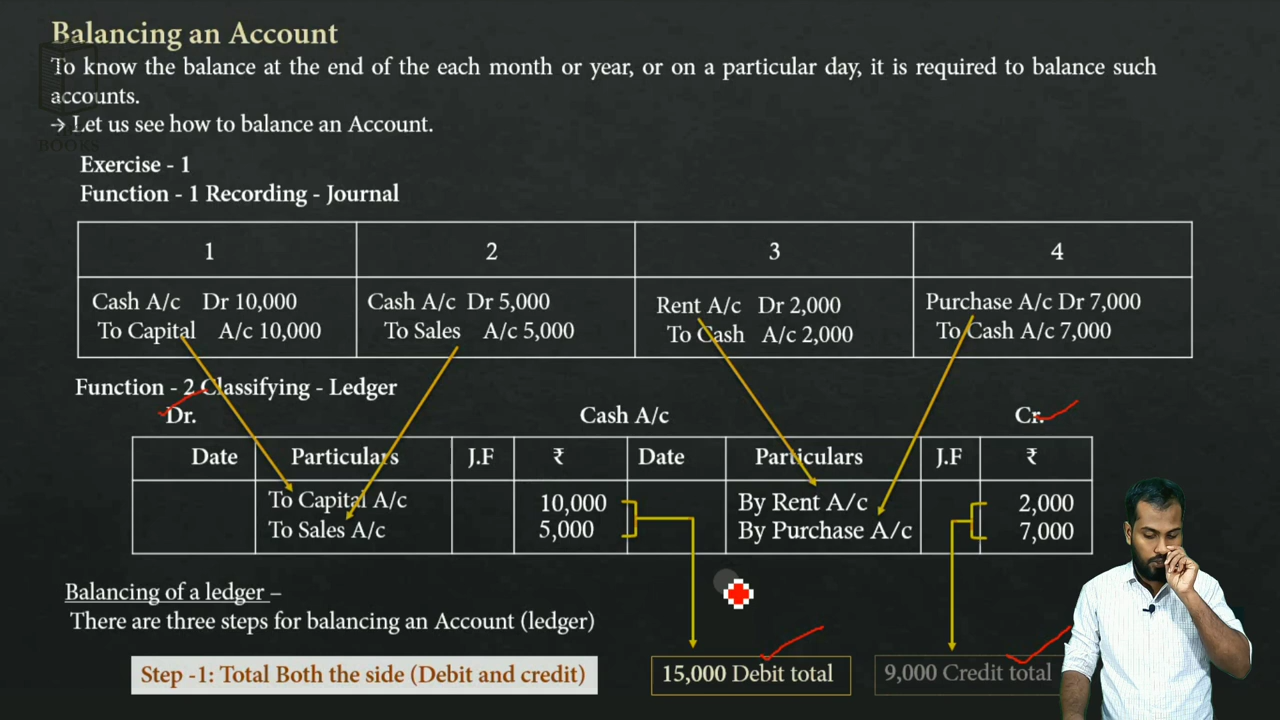 Balancing an Account
To know the balance at the end of the each month or year, or on a particular day, it is required to balance such
accounts.
→ Let us see how to balance an Account.
BOOKS
Exercise - 1
Function - 1 Recording - Journal
1 2 3 4
Cash A/c Dr 10,000 Cash A/c Dr 5,000 Rent A/c Dr 2,000 Purchase A/c Dr 7,000
To Capital A/c 10,000 To Sales A/c 5,000 To Cash A/c 2,000 To Cash A/c 7,000
Function - 2 Classifying - Ledger
Dr. Cash A/c Cr.
Date Particulars J.F ₹ Date Particulars J.F ₹
To Capital A/c 10,000 By Rent A/c 2,000
To Sales A/c 5,000 By Purchase A/c 7,000
Balancing of a ledger –
There are three steps for balancing an Account (ledger)
Step -1: Total Both the side (Debit and credit) 15,000 Debit total 9,000 Credit total